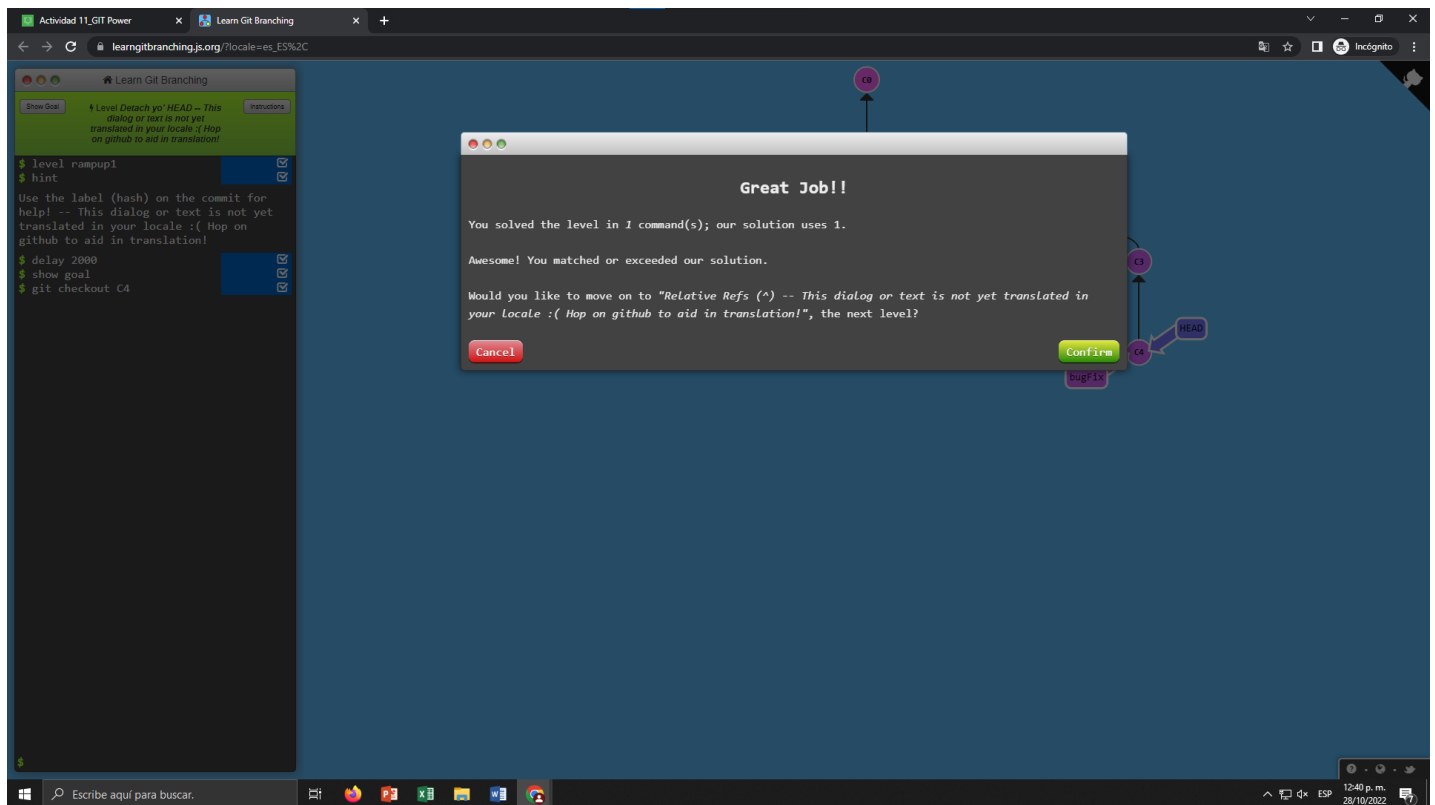 Actividad 11_GIT Power
Learn Git Branching
learngitbranching.js.org/?locale=es_ES%2C
Incógnito
Learn Git Branching
Show Goal
Level Detach yo' HEAD -- This
dialog or text is not yet
translated in your locale :( Hop
on github to aid in translation!
Instructions
$ level rampup1
$ hint
Use the label (hash) on the commit for
help! -- This dialog or text is not yet
translated in your locale :( Hop on
github to aid in translation!
$ delay 2000
$ show goal
$ git checkout C4
$
C0
Great Job!!
You solved the level in 1 command(s); our solution uses 1.
Awesome! You matched or exceeded our solution.
Would you like to move on to "Relative Refs (^) -- This dialog or text is not yet translated in
your locale :( Hop on github to aid in translation!", the next level?
Cancel
Confirm
C3
HEAD
C4
bugFix
Escribe aquí para buscar.
ESP
12:40 p. m.
28/10/2022
7